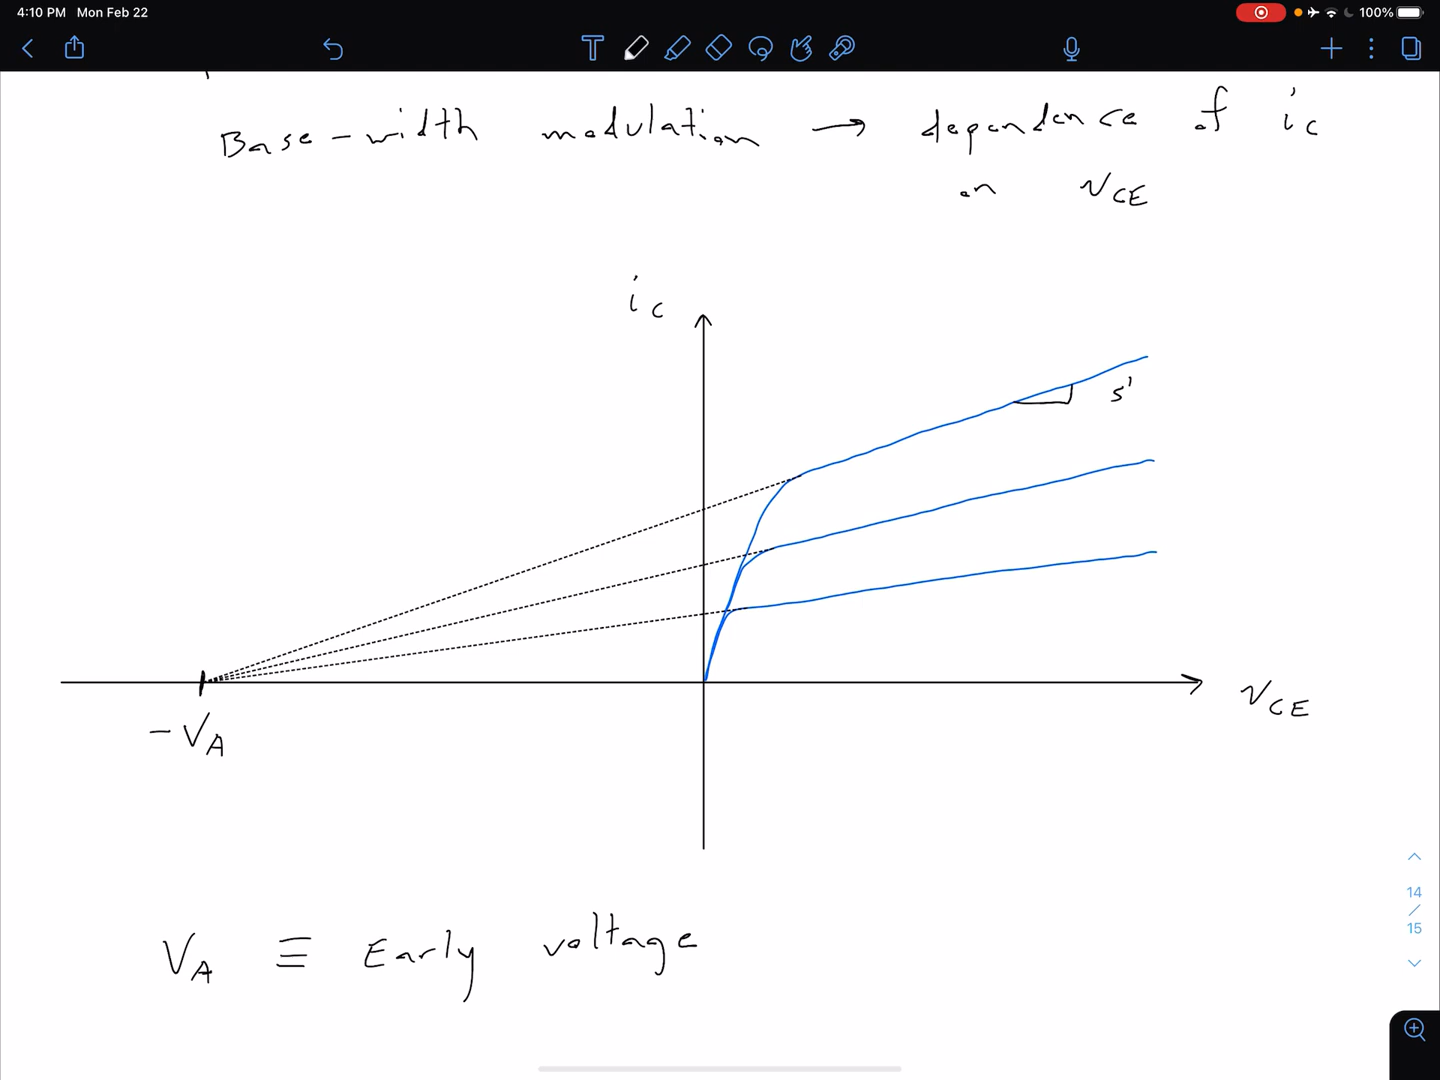 4:10 PM Mon Feb 22 100%
Base-width modulation → dependence of ic
on vCE
ic
s'
vCE
-VA
14
/
15
VA ≡ Early voltage